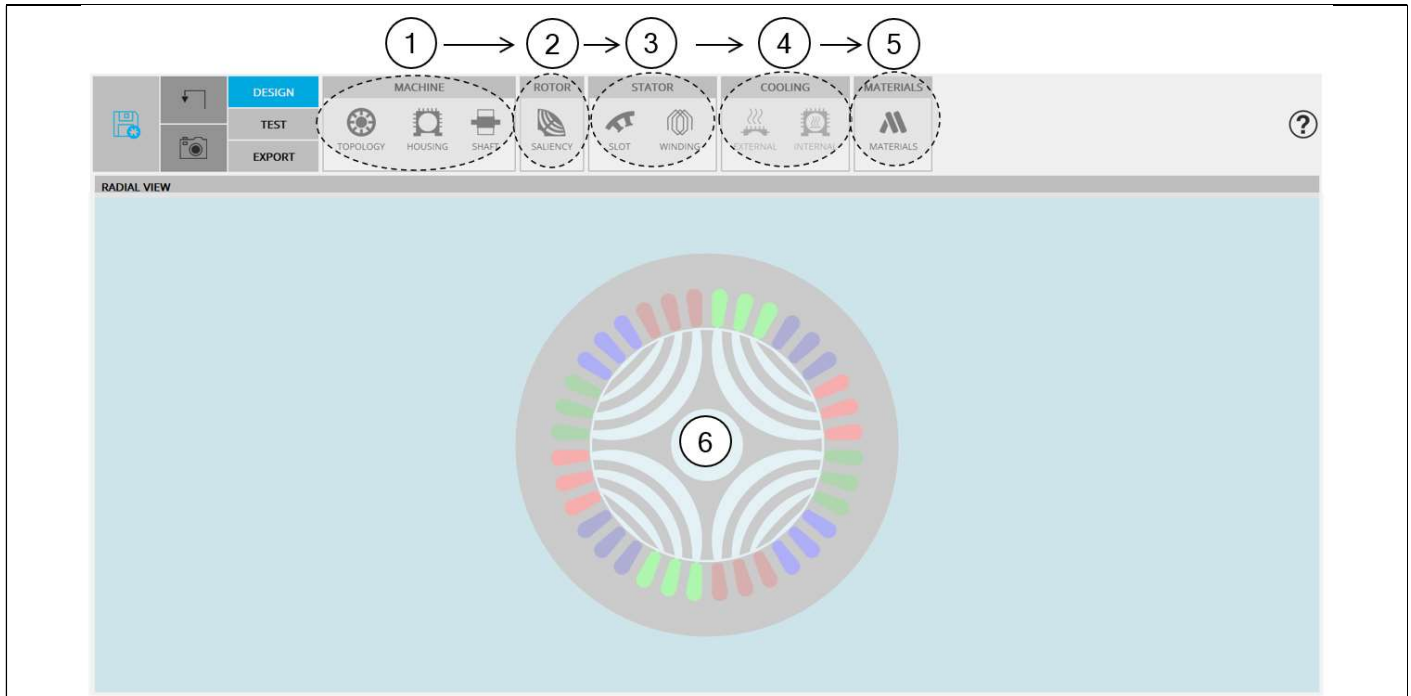 1 2 3 4 5
DESIGN MACHINE ROTOR STATOR COOLING MATERIALS
TEST
TOPOLOGY HOUSING SHAFT SALIENCY SLOT WINDING EXTERNAL INTERNAL MATERIALS
EXPORT
?
RADIAL VIEW
6